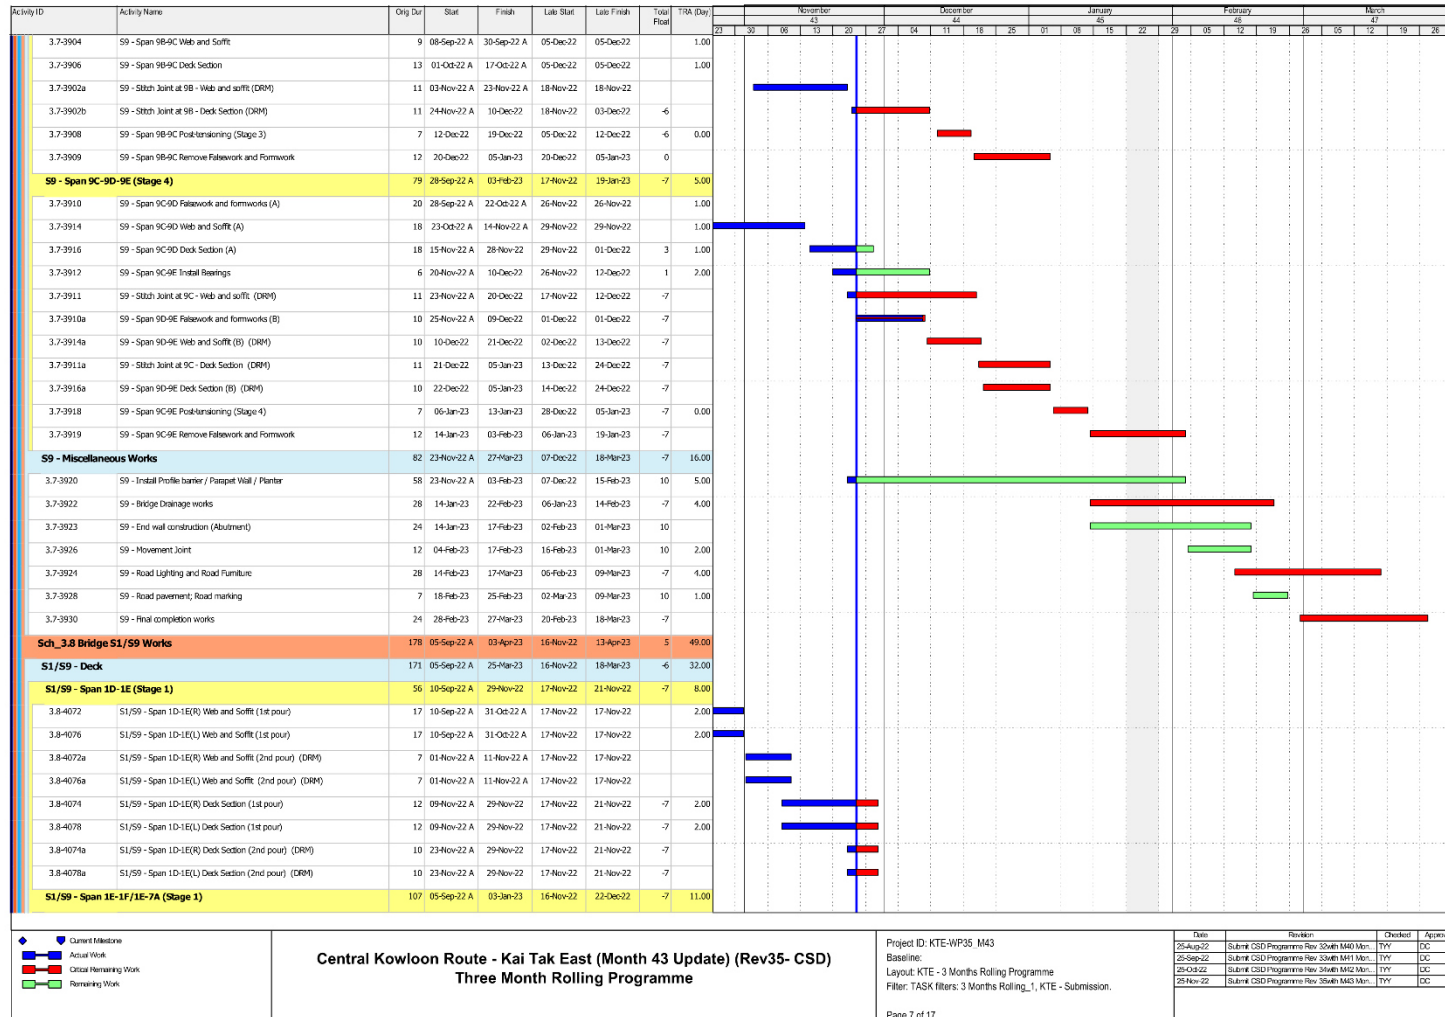 Activity ID Activity Name Orig Dur Start Finish Late Start Late Finish Total Float TRA (Day) November December January February March
43 44 45 46 47
23 30 06 13 20 27 04 11 18 25 01 08 15 22 29 05 12 19 26 05 12 19 26
3.7-3904 S9 - Span 9B-9C Web and Soffit 9 08-Sep-22 A 30-Sep-22 A 05-Dec-22 05-Dec-22 1.00
3.7-3906 S9 - Span 9B-9C Deck Section 13 01-Oct-22 A 17-Oct-22 A 05-Dec-22 05-Dec-22 1.00
3.7-3902a S9 - Stitch Joint at 9B - Web and soffit (DRM) 11 03-Nov-22 A 23-Nov-22 A 18-Nov-22 18-Nov-22
3.7-3902b S9 - Stitch Joint at 9B - Deck Section (DRM) 11 24-Nov-22 A 10-Dec-22 18-Nov-22 03-Dec-22 -6
3.7-3908 S9 - Span 9B-9C Post-tensioning (Stage 3) 7 12-Dec-22 19-Dec-22 05-Dec-22 12-Dec-22 -6 0.00
3.7-3909 S9 - Span 9B-9C Remove Falsework and Formwork 12 20-Dec-22 05-Jan-23 20-Dec-22 05-Jan-23 0
S9 - Span 9C-9D-9E (Stage 4) 79 28-Sep-22 A 03-Feb-23 17-Nov-22 19-Jan-23 -7 5.00
3.7-3910 S9 - Span 9C-9D Falsework and formworks (A) 20 28-Sep-22 A 22-Oct-22 A 26-Nov-22 26-Nov-22 1.00
3.7-3914 S9 - Span 9C-9D Web and Soffit (A) 18 23-Oct-22 A 14-Nov-22 A 29-Nov-22 29-Nov-22 1.00
3.7-3916 S9 - Span 9C-9D Deck Section (A) 18 15-Nov-22 A 28-Nov-22 29-Nov-22 01-Dec-22 3 1.00
3.7-3912 S9 - Span 9C-9E Install Bearings 6 20-Nov-22 A 10-Dec-22 26-Nov-22 12-Dec-22 1 2.00
3.7-3911 S9 - Stitch Joint at 9C - Web and soffit (DRM) 11 23-Nov-22 A 20-Dec-22 17-Nov-22 12-Dec-22 -7
3.7-3910a S9 - Span 9D-9E Falsework and formworks (B) 10 25-Nov-22 A 09-Dec-22 01-Dec-22 01-Dec-22 -7
3.7-3914a S9 - Span 9D-9E Web and Soffit (B) (DRM) 10 10-Dec-22 21-Dec-22 02-Dec-22 13-Dec-22 -7
3.7-3911a S9 - Stitch Joint at 9C - Deck Section (DRM) 11 21-Dec-22 05-Jan-23 13-Dec-22 24-Dec-22 -7
3.7-3916a S9 - Span 9D-9E Deck Section (B) (DRM) 10 22-Dec-22 05-Jan-23 14-Dec-22 24-Dec-22 -7
3.7-3918 S9 - Span 9C-9E Post-tensioning (Stage 4) 7 06-Jan-23 13-Jan-23 28-Dec-22 05-Jan-23 -7 0.00
3.7-3919 S9 - Span 9C-9E Remove Falsework and Formwork 12 14-Jan-23 03-Feb-23 06-Jan-23 19-Jan-23 -7
S9 - Miscellaneous Works 82 23-Nov-22 A 27-Mar-23 07-Dec-22 18-Mar-23 -7 16.00
3.7-3920 S9 - Install Profile barrier / Parapet Wall / Planter 58 23-Nov-22 A 03-Feb-23 07-Dec-22 15-Feb-23 10 5.00
3.7-3922 S9 - Bridge Drainage works 28 14-Jan-23 22-Feb-23 06-Jan-23 14-Feb-23 -7 4.00
3.7-3923 S9 - End wall construction (Abutment) 24 14-Jan-23 17-Feb-23 02-Feb-23 01-Mar-23 10
3.7-3926 S9 - Movement Joint 12 04-Feb-23 17-Feb-23 16-Feb-23 01-Mar-23 10 2.00
3.7-3924 S9 - Road Lighting and Road Furniture 28 14-Feb-23 17-Mar-23 06-Feb-23 09-Mar-23 -7 4.00
3.7-3928 S9 - Road pavement; Road marking 7 18-Feb-23 25-Feb-23 02-Mar-23 09-Mar-23 10 1.00
3.7-3930 S9 - Final completion works 24 28-Feb-23 27-Mar-23 20-Feb-23 18-Mar-23 -7
Sch_3.8 Bridge S1/S9 Works 178 05-Sep-22 A 03-Apr-23 16-Nov-22 13-Apr-23 5 49.00
S1/S9 - Deck 171 05-Sep-22 A 25-Mar-23 16-Nov-22 18-Mar-23 -6 32.00
S1/S9 - Span 1D-1E (Stage 1) 56 10-Sep-22 A 29-Nov-22 17-Nov-22 21-Nov-22 -7 8.00
3.8-4072 S1/S9 - Span 1D-1E(R) Web and Soffit (1st pour) 17 10-Sep-22 A 31-Oct-22 A 17-Nov-22 17-Nov-22 2.00
3.8-4076 S1/S9 - Span 1D-1E(L) Web and Soffit (1st pour) 17 10-Sep-22 A 31-Oct-22 A 17-Nov-22 17-Nov-22 2.00
3.8-4072a S1/S9 - Span 1D-1E(R) Web and Soffit (2nd pour) (DRM) 7 01-Nov-22 A 11-Nov-22 A 17-Nov-22 17-Nov-22
3.8-4076a S1/S9 - Span 1D-1E(L) Web and Soffit (2nd pour) (DRM) 7 01-Nov-22 A 11-Nov-22 A 17-Nov-22 17-Nov-22
3.8-4074 S1/S9 - Span 1D-1E(R) Deck Section (1st pour) 12 09-Nov-22 A 29-Nov-22 17-Nov-22 21-Nov-22 -7 2.00
3.8-4078 S1/S9 - Span 1D-1E(L) Deck Section (1st pour) 12 09-Nov-22 A 29-Nov-22 17-Nov-22 21-Nov-22 -7 2.00
3.8-4074a S1/S9 - Span 1D-1E(R) Deck Section (2nd pour) (DRM) 10 23-Nov-22 A 29-Nov-22 17-Nov-22 21-Nov-22 -7
3.8-4078a S1/S9 - Span 1D-1E(L) Deck Section (2nd pour) (DRM) 10 23-Nov-22 A 29-Nov-22 17-Nov-22 21-Nov-22 -7
S1/S9 - Span 1E-1F/1E-7A (Stage 1) 107 05-Sep-22 A 03-Jan-23 16-Nov-22 22-Dec-22 -7 11.00
Current Milestone
Actual Work
Critical Remaining Work
Remaining Work
Central Kowloon Route - Kai Tak East (Month 43 Update) (Rev35- CSD)
Three Month Rolling Programme
Project ID: KTE-WP35_M43
Baseline:
Layout: KTE - 3 Months Rolling Programme
Filter: TASK filters: 3 Months Rolling_1, KTE - Submission.
Page 7 of 17
Date Revision Checked Approv
25-Aug-22 Submit CSD Programme Rev 32with M40 Mon... TYY DC
25-Sep-22 Submit CSD Programme Rev 33with M41 Mon... TYY DC
25-Oct-22 Submit CSD Programme Rev 34with M42 Mon... TYY DC
25-Nov-22 Submit CSD Programme Rev 35with M43 Mon... TYY DC